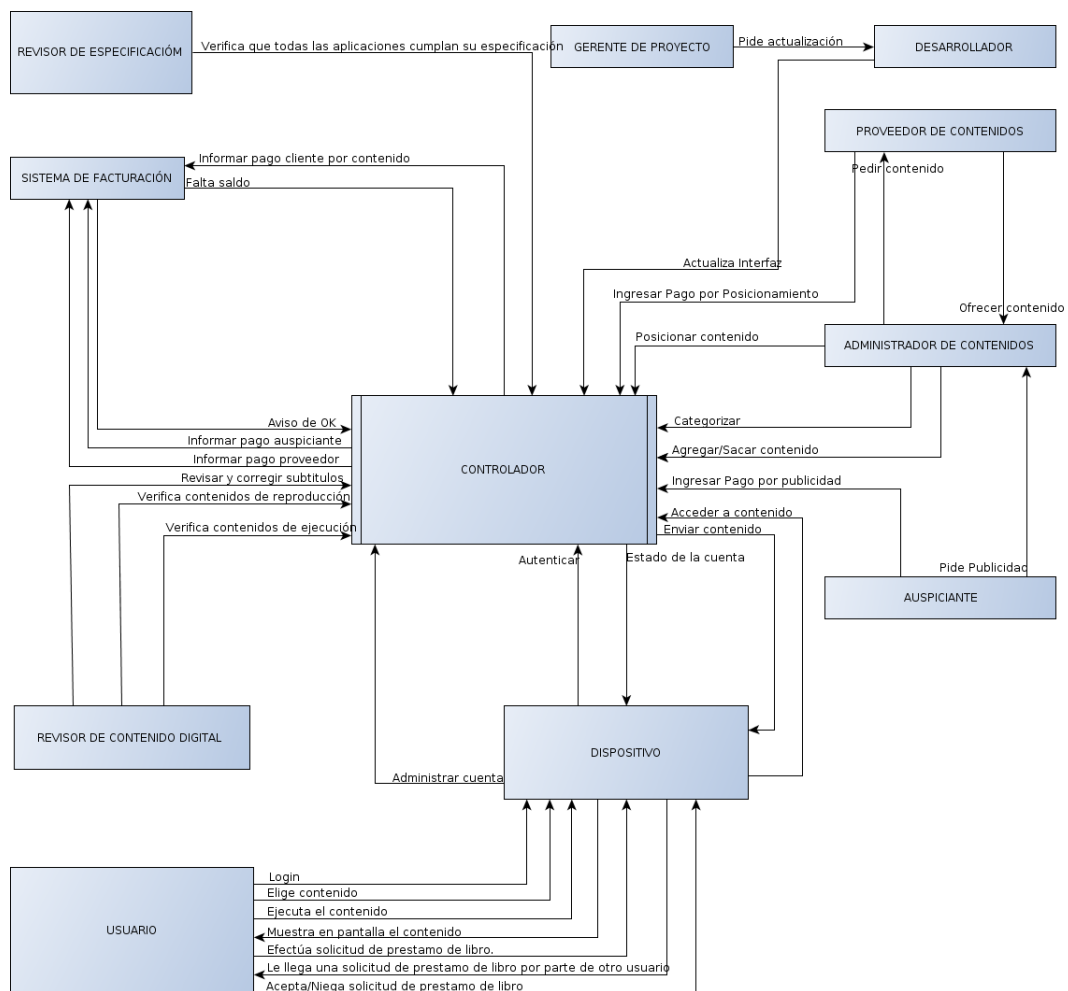 REVISOR DE ESPECIFICACIÓM
Verifica que todas las aplicaciones cumplan su especificación
GERENTE DE PROYECTO
Pide actualización
DESARROLLADOR
PROVEEDOR DE CONTENIDOS
Informar pago cliente por contenido
SISTEMA DE FACTURACIÓN
Falta saldo
Pedir contenido
Actualiza Interfaz
Ingresar Pago por Posicionamiento
Ofrecer contenido
Posicionar contenido
ADMINISTRADOR DE CONTENIDOS
Aviso de OK
Categorizar
Informar pago auspiciante
Agregar/Sacar contenido
Informar pago proveedor
CONTROLADOR
Revisar y corregir subtitulos
Ingresar Pago por publicidad
Verifica contenidos de reproducción
Acceder a contenido
Verifica contenidos de ejecución
Enviar contenido
Autenticar
Estado de la cuenta
Pide Publicidad
AUSPICIANTE
REVISOR DE CONTENIDO DIGITAL
DISPOSITIVO
Administrar cuenta
Login
Elige contenido
Ejecuta el contenido
USUARIO
Muestra en pantalla el contenido
Efectúa solicitud de prestamo de libro.
Le llega una solicitud de prestamo de libro por parte de otro usuario
Acepta/Niega solicitud de prestamo de libro